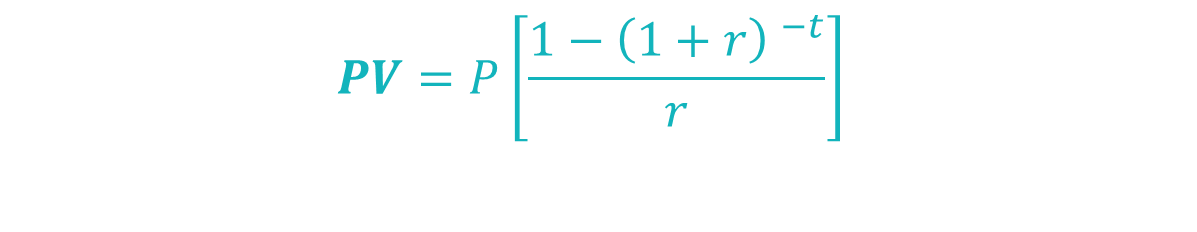 PV = P [ 1 − (1 + r) ^−t / r ]